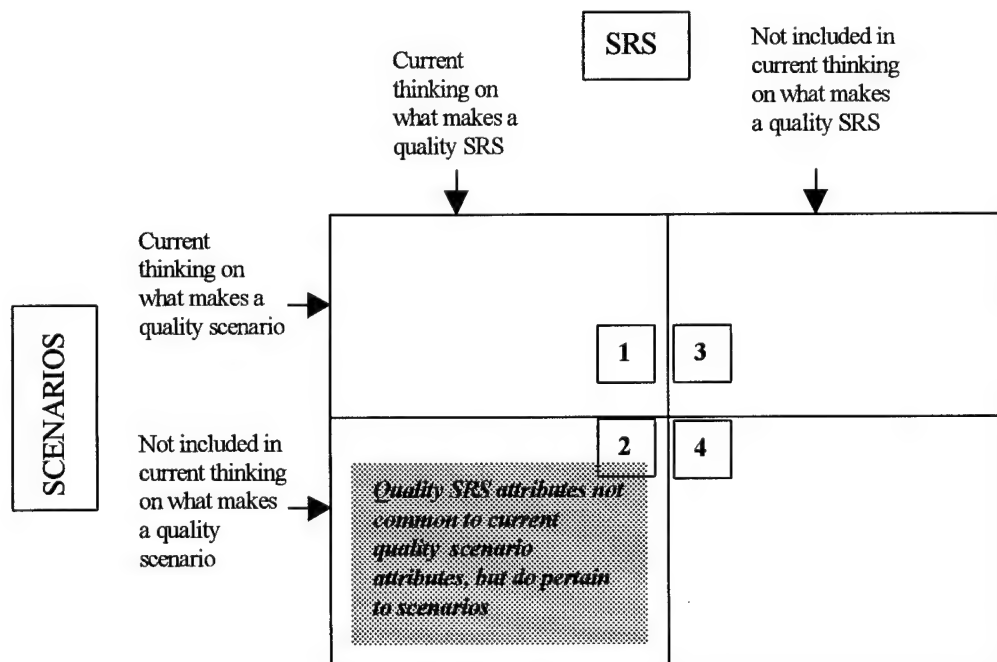 SRS
Current
thinking on
what makes a
quality SRS
Not included in
current thinking
on what makes
a quality SRS
SCENARIOS
Current
thinking on
what makes a
quality scenario
Not included in
current thinking
on what makes
a quality
scenario
1
3
2
4
Quality SRS attributes not
common to current
quality scenario
attributes, but do pertain
to scenarios